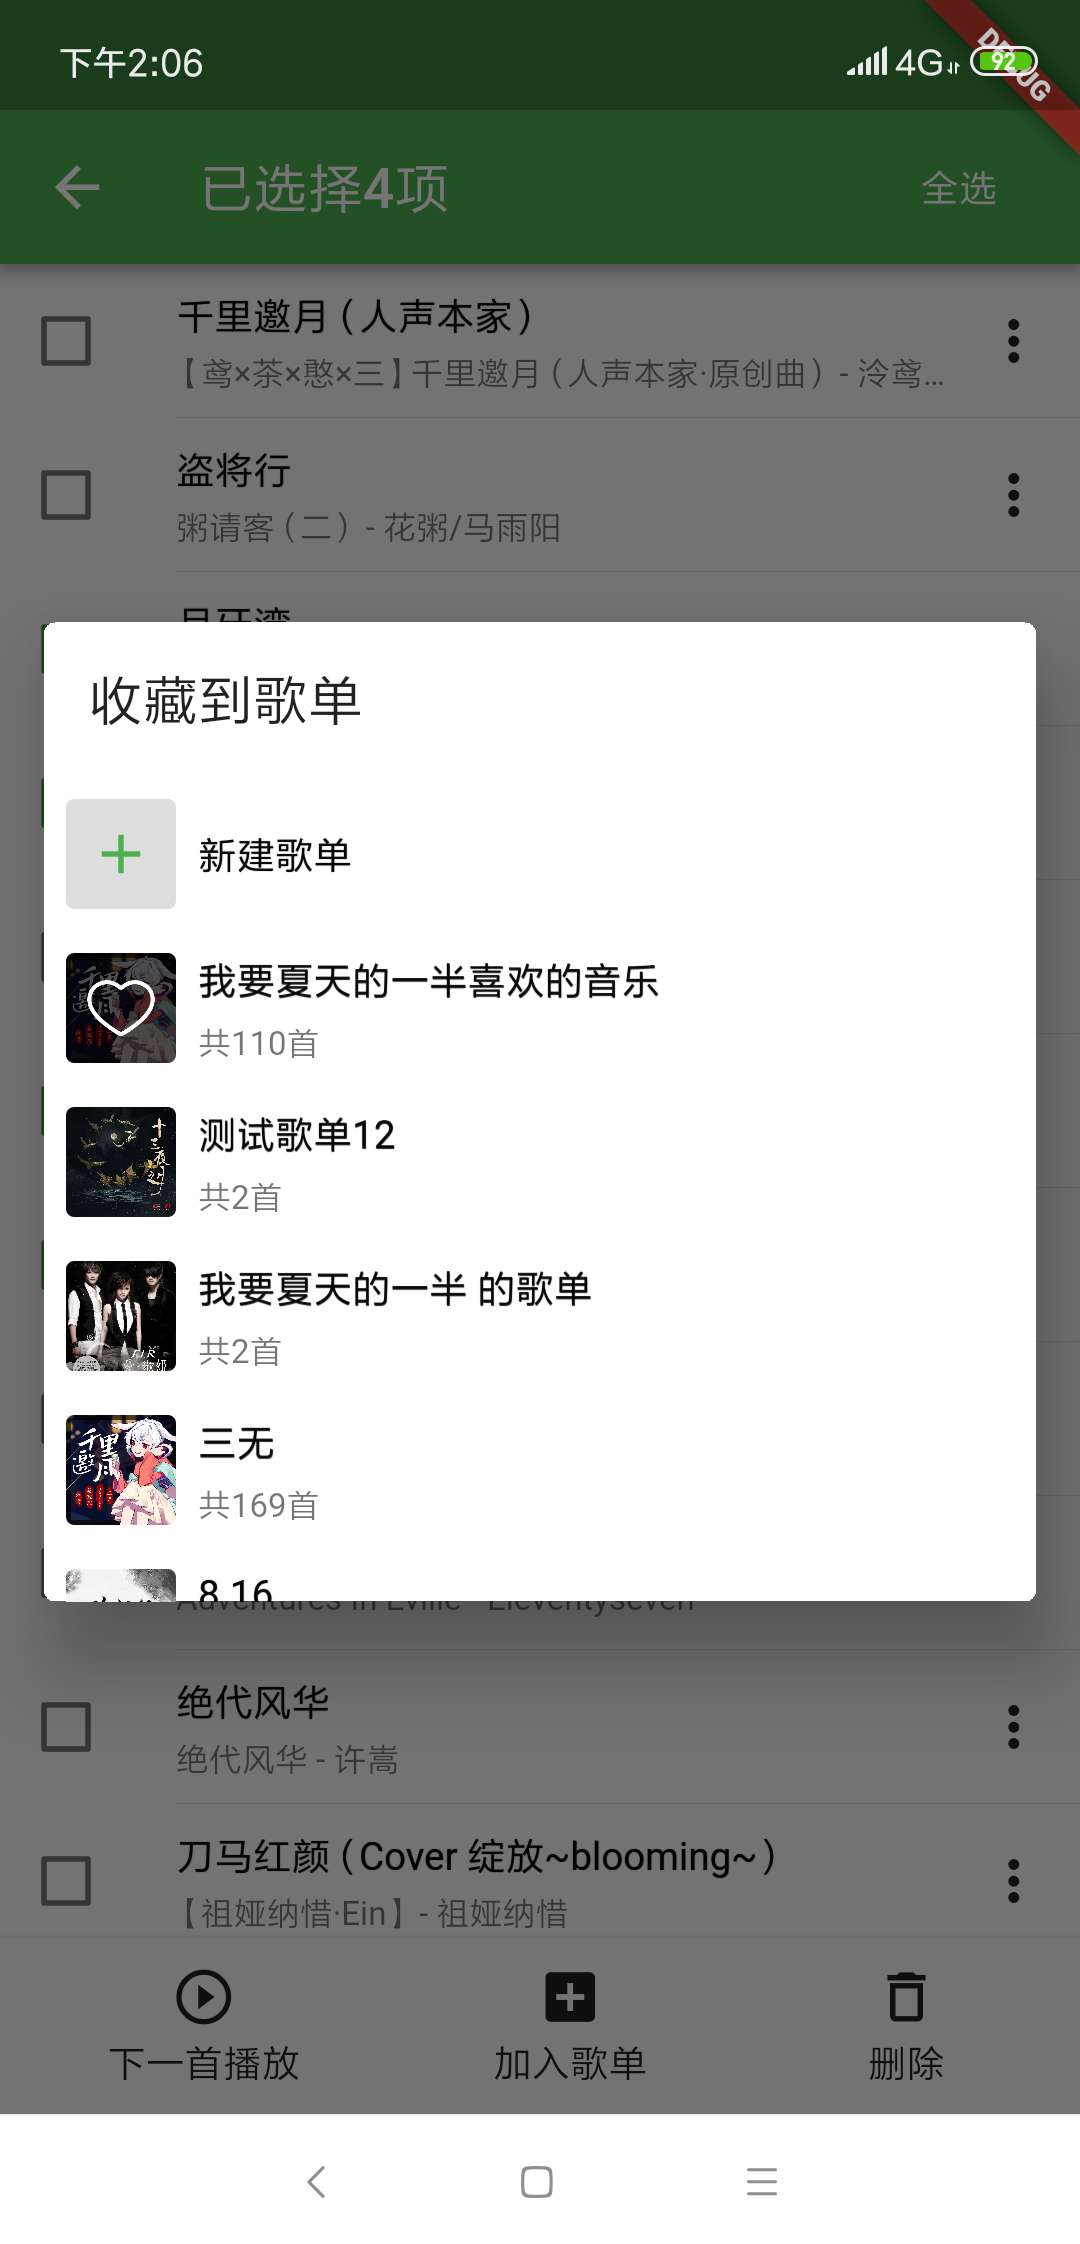 下午2:06
4G
92
DEBUG
已选择4项
全选
千里邀月（人声本家）
【鸢×茶×憨×三】千里邀月（人声本家·原创曲）- 泠鸢...
盗将行
粥请客（二）- 花粥/马雨阳
月牙湾
收藏到歌单
新建歌单
我要夏天的一半喜欢的音乐
共110首
测试歌单12
共2首
我要夏天的一半 的歌单
共2首
三无
共169首
8.16
Adventures in Eville - Eleventyseven
绝代风华
绝代风华 - 许嵩
刀马红颜（Cover 绽放~blooming~）
【祖娅纳惜·Ein】- 祖娅纳惜
下一首播放
加入歌单
删除